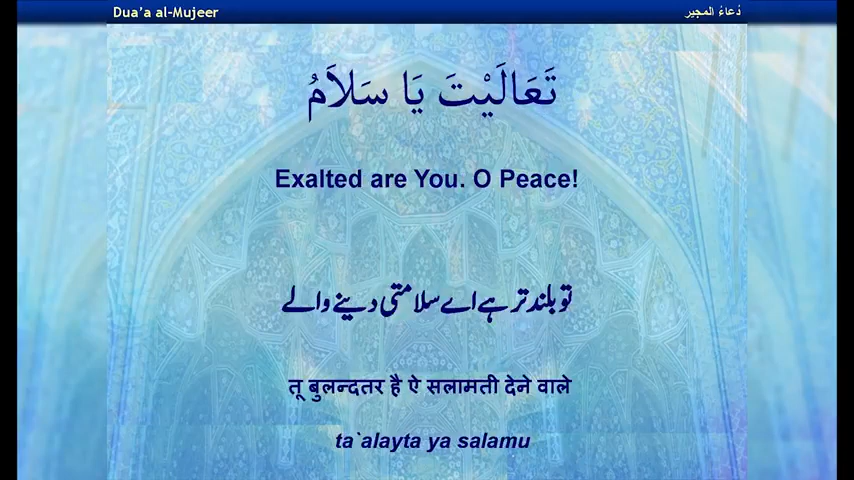 Dua'a al-Mujeer
دُعاءُ المجير
تَعَالَيْتَ يَا سَلاَمُ
Exalted are You. O Peace!
تو بلند تر ہے اے سلامتی دینے والے
तू बुलन्दतर है ऐ सलामती देने वाले
ta`alayta ya salamu